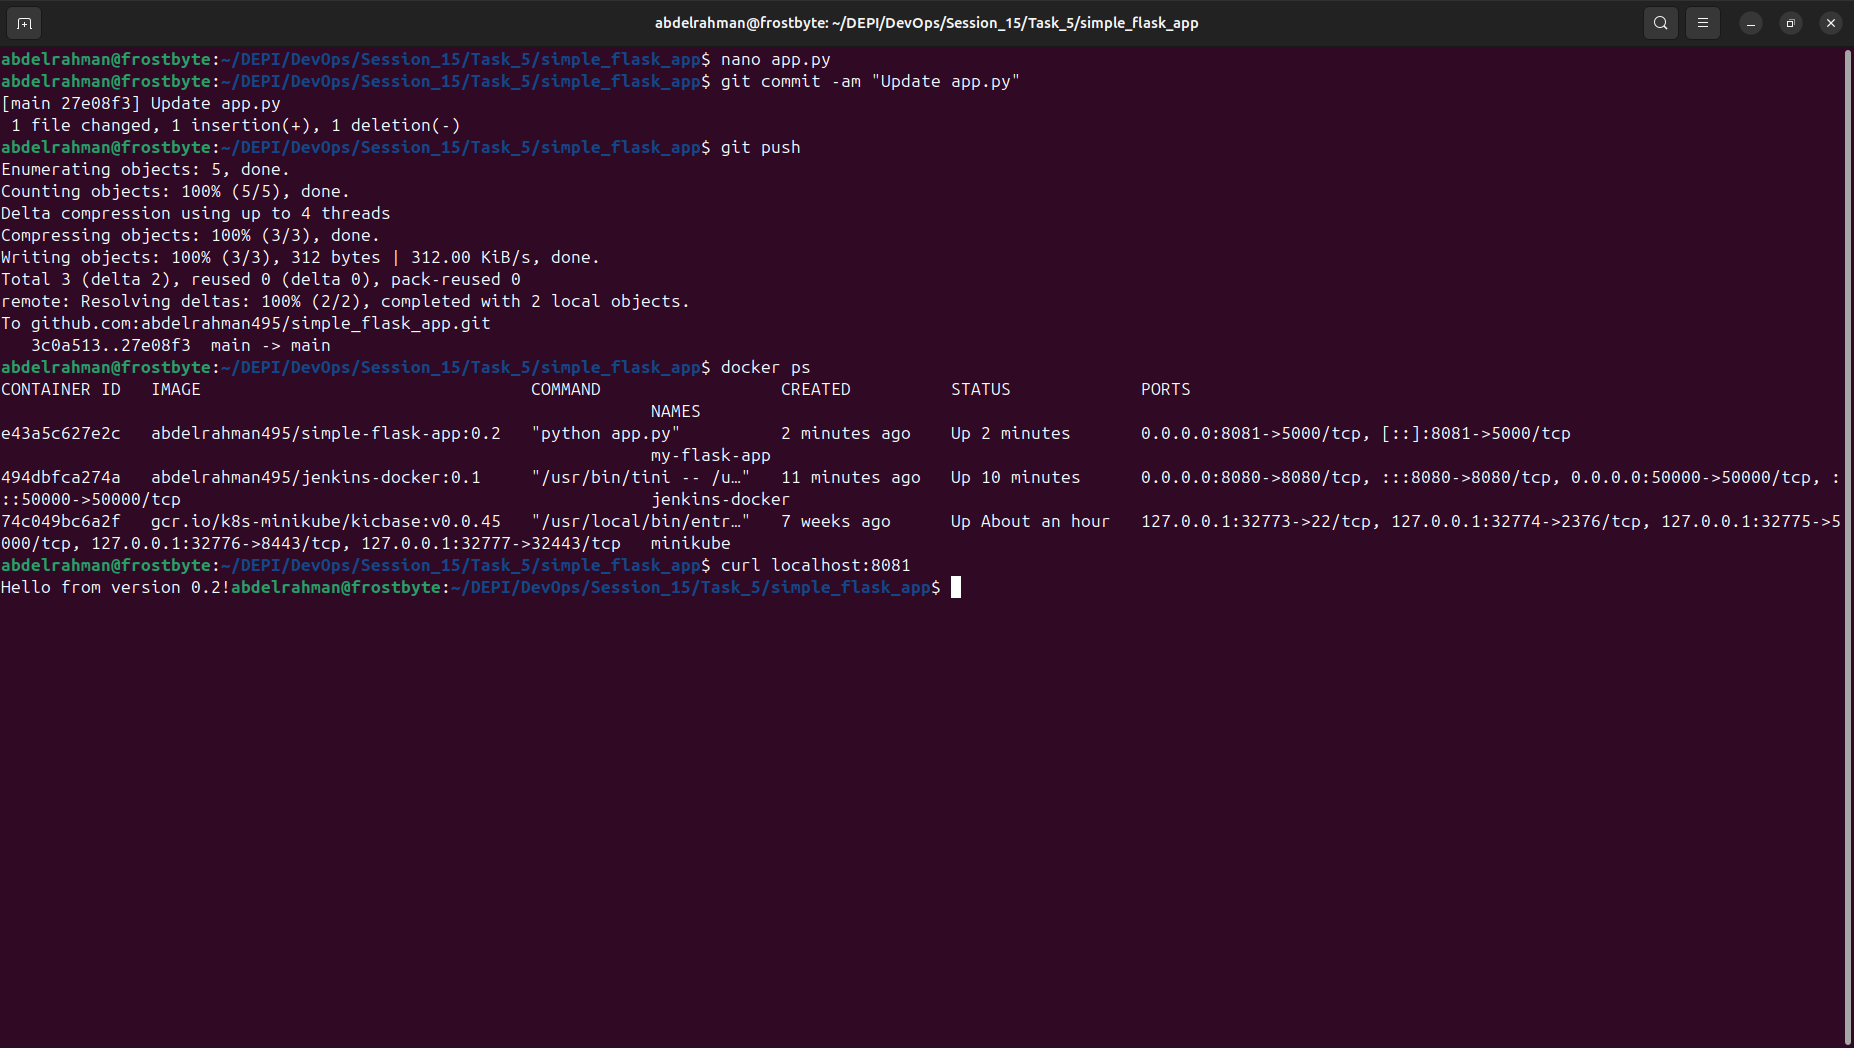 abdelrahman@frostbyte: ~/DEPI/DevOps/Session_15/Task_5/simple_flask_app
abdelrahman@frostbyte:~/DEPI/DevOps/Session_15/Task_5/simple_flask_app$ nano app.py
abdelrahman@frostbyte:~/DEPI/DevOps/Session_15/Task_5/simple_flask_app$ git commit -am "Update app.py"
[main 27e08f3] Update app.py
 1 file changed, 1 insertion(+), 1 deletion(-)
abdelrahman@frostbyte:~/DEPI/DevOps/Session_15/Task_5/simple_flask_app$ git push
Enumerating objects: 5, done.
Counting objects: 100% (5/5), done.
Delta compression using up to 4 threads
Compressing objects: 100% (3/3), done.
Writing objects: 100% (3/3), 312 bytes | 312.00 KiB/s, done.
Total 3 (delta 2), reused 0 (delta 0), pack-reused 0
remote: Resolving deltas: 100% (2/2), completed with 2 local objects.
To github.com:abdelrahman495/simple_flask_app.git
   3c0a513..27e08f3  main -> main
abdelrahman@frostbyte:~/DEPI/DevOps/Session_15/Task_5/simple_flask_app$ docker ps
CONTAINER ID   IMAGE                                 COMMAND                  CREATED          STATUS             PORTS
                                                                 NAMES
e43a5c627e2c   abdelrahman495/simple-flask-app:0.2   "python app.py"          2 minutes ago    Up 2 minutes       0.0.0.0:8081->5000/tcp, [::]:8081->5000/tcp
                                                                 my-flask-app
494dbfca274a   abdelrahman495/jenkins-docker:0.1     "/usr/bin/tini -- /u…"   11 minutes ago   Up 10 minutes      0.0.0.0:8080->8080/tcp, :::8080->8080/tcp, 0.0.0.0:50000->50000/tcp, :
::50000->50000/tcp                                               jenkins-docker
74c049bc6a2f   gcr.io/k8s-minikube/kicbase:v0.0.45   "/usr/local/bin/entr…"   7 weeks ago      Up About an hour   127.0.0.1:32773->22/tcp, 127.0.0.1:32774->2376/tcp, 127.0.0.1:32775->5
000/tcp, 127.0.0.1:32776->8443/tcp, 127.0.0.1:32777->32443/tcp   minikube
abdelrahman@frostbyte:~/DEPI/DevOps/Session_15/Task_5/simple_flask_app$ curl localhost:8081
Hello from version 0.2!abdelrahman@frostbyte:~/DEPI/DevOps/Session_15/Task_5/simple_flask_app$